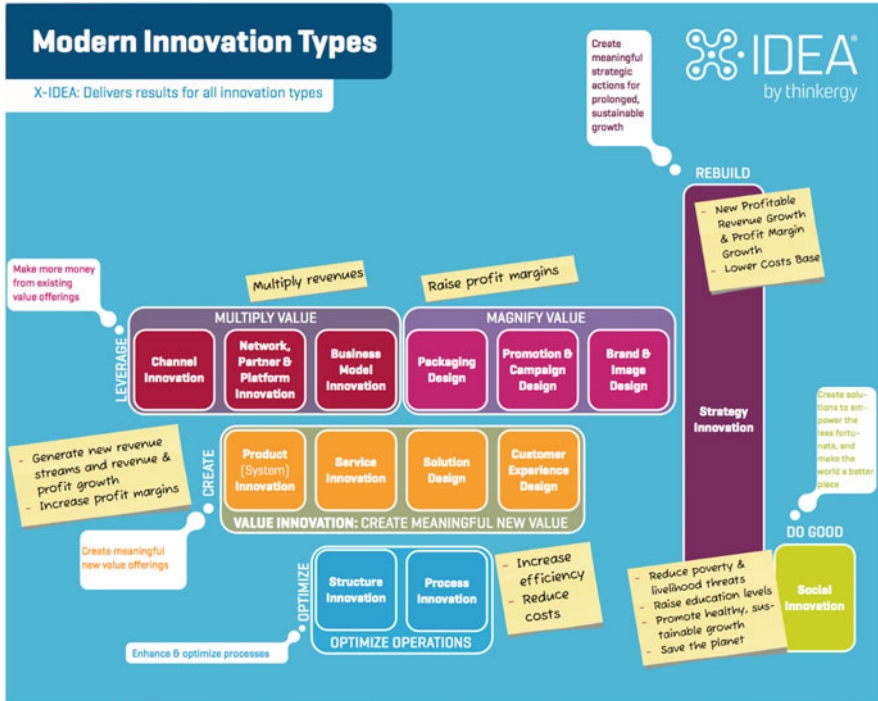 Modern Innovation Types
X-IDEA: Delivers results for all innovation types
Create
meaningful
strategic
actions for
prolonged,
sustainable
growth
X·IDEA®
by thinkergy
REBUILD
- New Profitable
Revenue Growth
& Profit Margin
Growth
- Lower Costs Base
Make more money
from existing
value offerings
Multiply revenues
Raise profit margins
LEVERAGE
MULTIPLY VALUE
MAGNIFY VALUE
Channel
Innovation
Network,
Partner &
Platform
Innovation
Business
Model
Innovation
Packaging
Design
Promotion &
Campaign
Design
Brand &
Image
Design
Strategy
Innovation
Create solu-
tions to em-
power the
less fortu-
nate, and
make the
world a better
place
- Generate new revenue
streams and revenue &
profit growth
- Increase profit margins
CREATE
Product
(System)
Innovation
Service
Innovation
Solution
Design
Customer
Experience
Design
VALUE INNOVATION: CREATE MEANINGFUL NEW VALUE
Create meaningful
new value offerings
DO GOOD
OPTIMIZE
Structure
Innovation
Process
Innovation
OPTIMIZE OPERATIONS
- Increase
efficiency
- Reduce
costs
- Reduce poverty &
livelihood threats
- Raise education levels
- Promote healthy, sus-
tainable growth
- Save the planet
Social
Innovation
Enhance & optimize processes